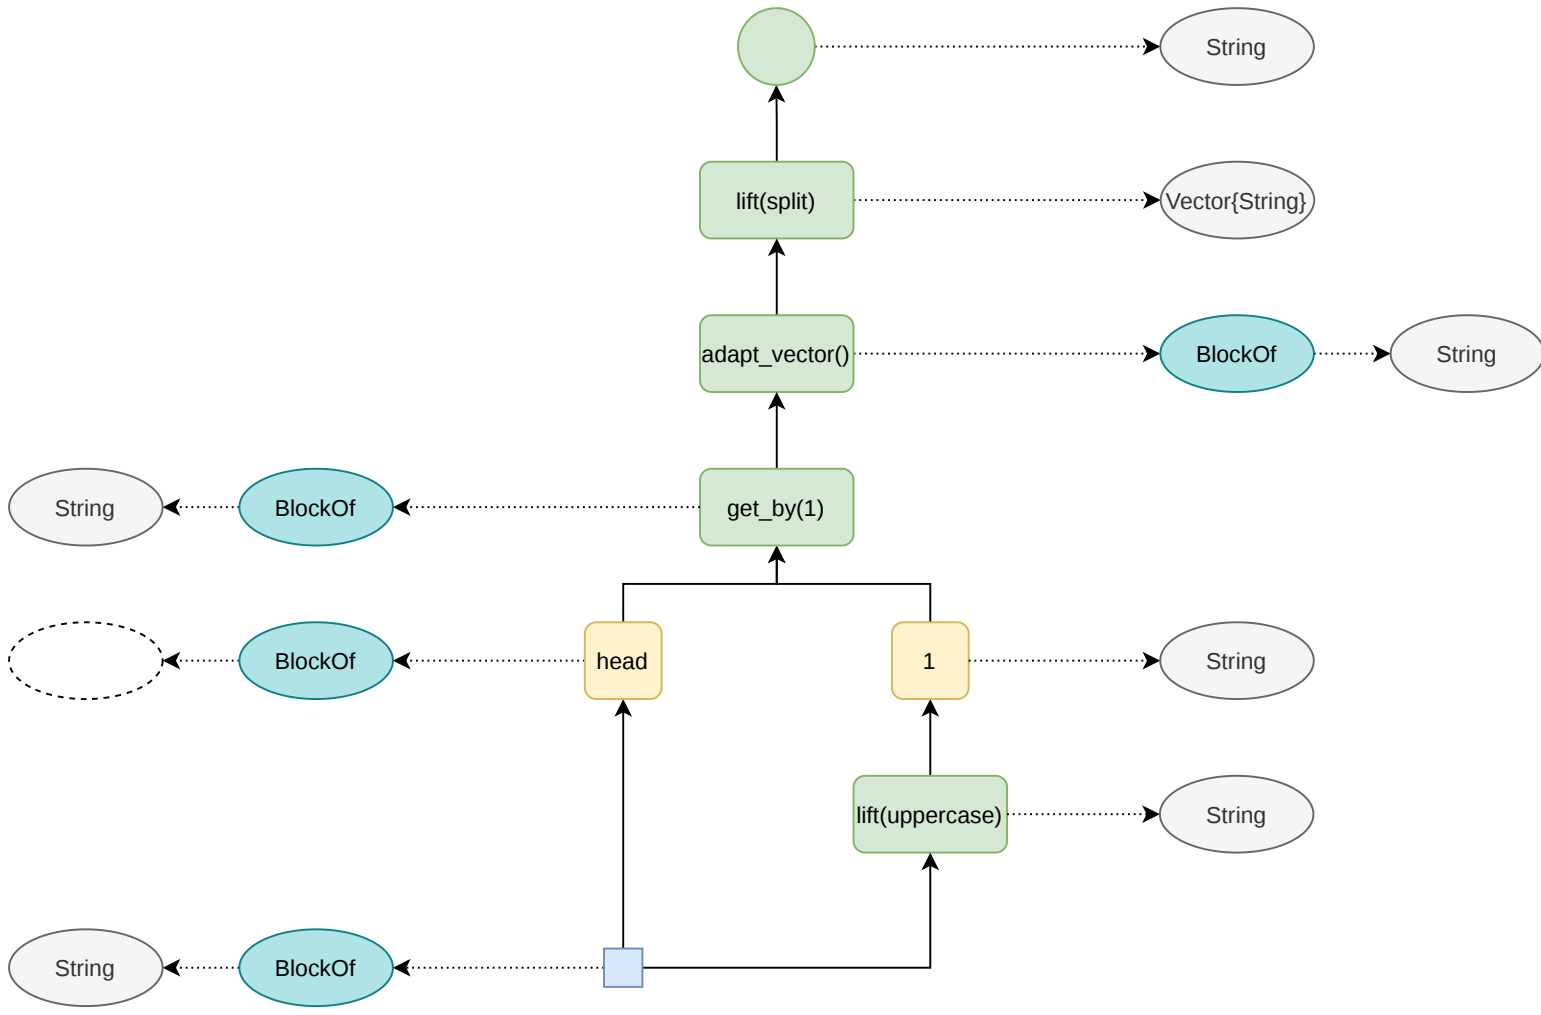 String
lift(split)
Vector{String}
adapt_vector()
BlockOf
String
String
BlockOf
get_by(1)
BlockOf
head
1
String
lift(uppercase)
String
String
BlockOf